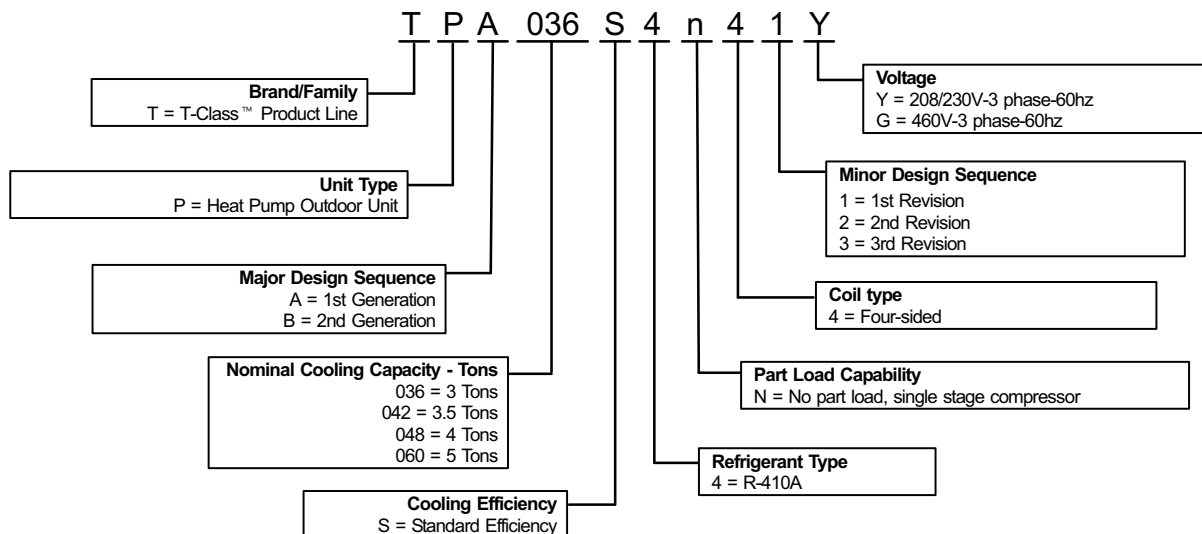 T P A 036 S 4 n 4 1 Y
Brand/Family
T = T-Class™ Product Line
Unit Type
P = Heat Pump Outdoor Unit
Major Design Sequence
A = 1st Generation
B = 2nd Generation
Nominal Cooling Capacity - Tons
036 = 3 Tons
042 = 3.5 Tons
048 = 4 Tons
060 = 5 Tons
Cooling Efficiency
S = Standard Efficiency
Voltage
Y = 208/230V-3 phase-60hz
G = 460V-3 phase-60hz
Minor Design Sequence
1 = 1st Revision
2 = 2nd Revision
3 = 3rd Revision
Coil type
4 = Four-sided
Part Load Capability
N = No part load, single stage compressor
Refrigerant Type
4 = R-410A